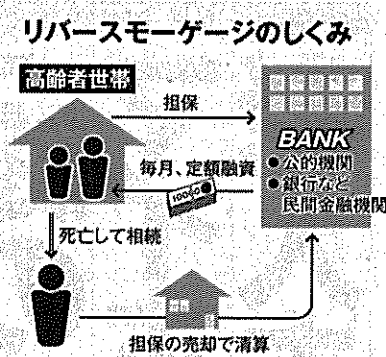 リバースモーゲージのしくみ
高齢者世帯
担保
BANK
●公的機関
●銀行など
民間金融機関
毎月、定額融資
10000
死亡して相続
担保の売却で清算